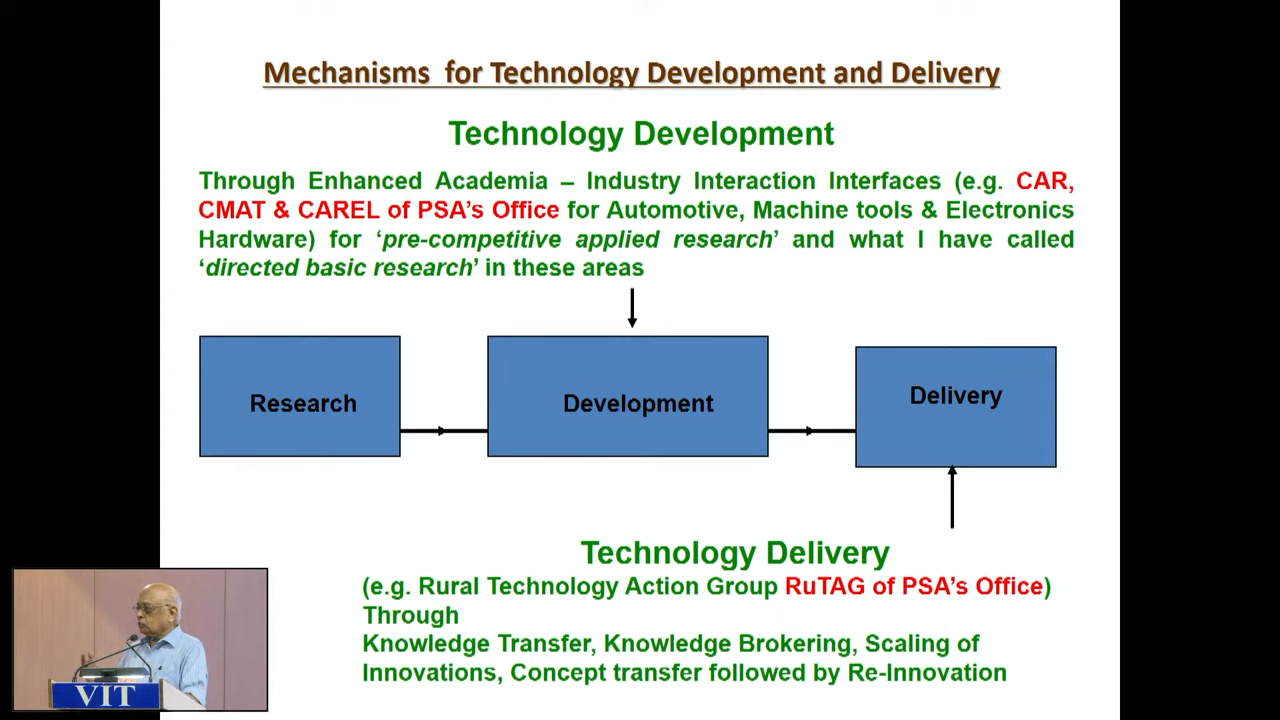 Mechanisms for Technology Development and Delivery
Technology Development
Through Enhanced Academia – Industry Interaction Interfaces (e.g. CAR,
CMAT & CAREL of PSA's Office for Automotive, Machine tools & Electronics
Hardware) for ‘pre-competitive applied research’ and what I have called
‘directed basic research’ in these areas
Research
Development
Delivery
Technology Delivery
(e.g. Rural Technology Action Group RuTAG of PSA's Office)
Through
Knowledge Transfer, Knowledge Brokering, Scaling of
Innovations, Concept transfer followed by Re-Innovation
VIT